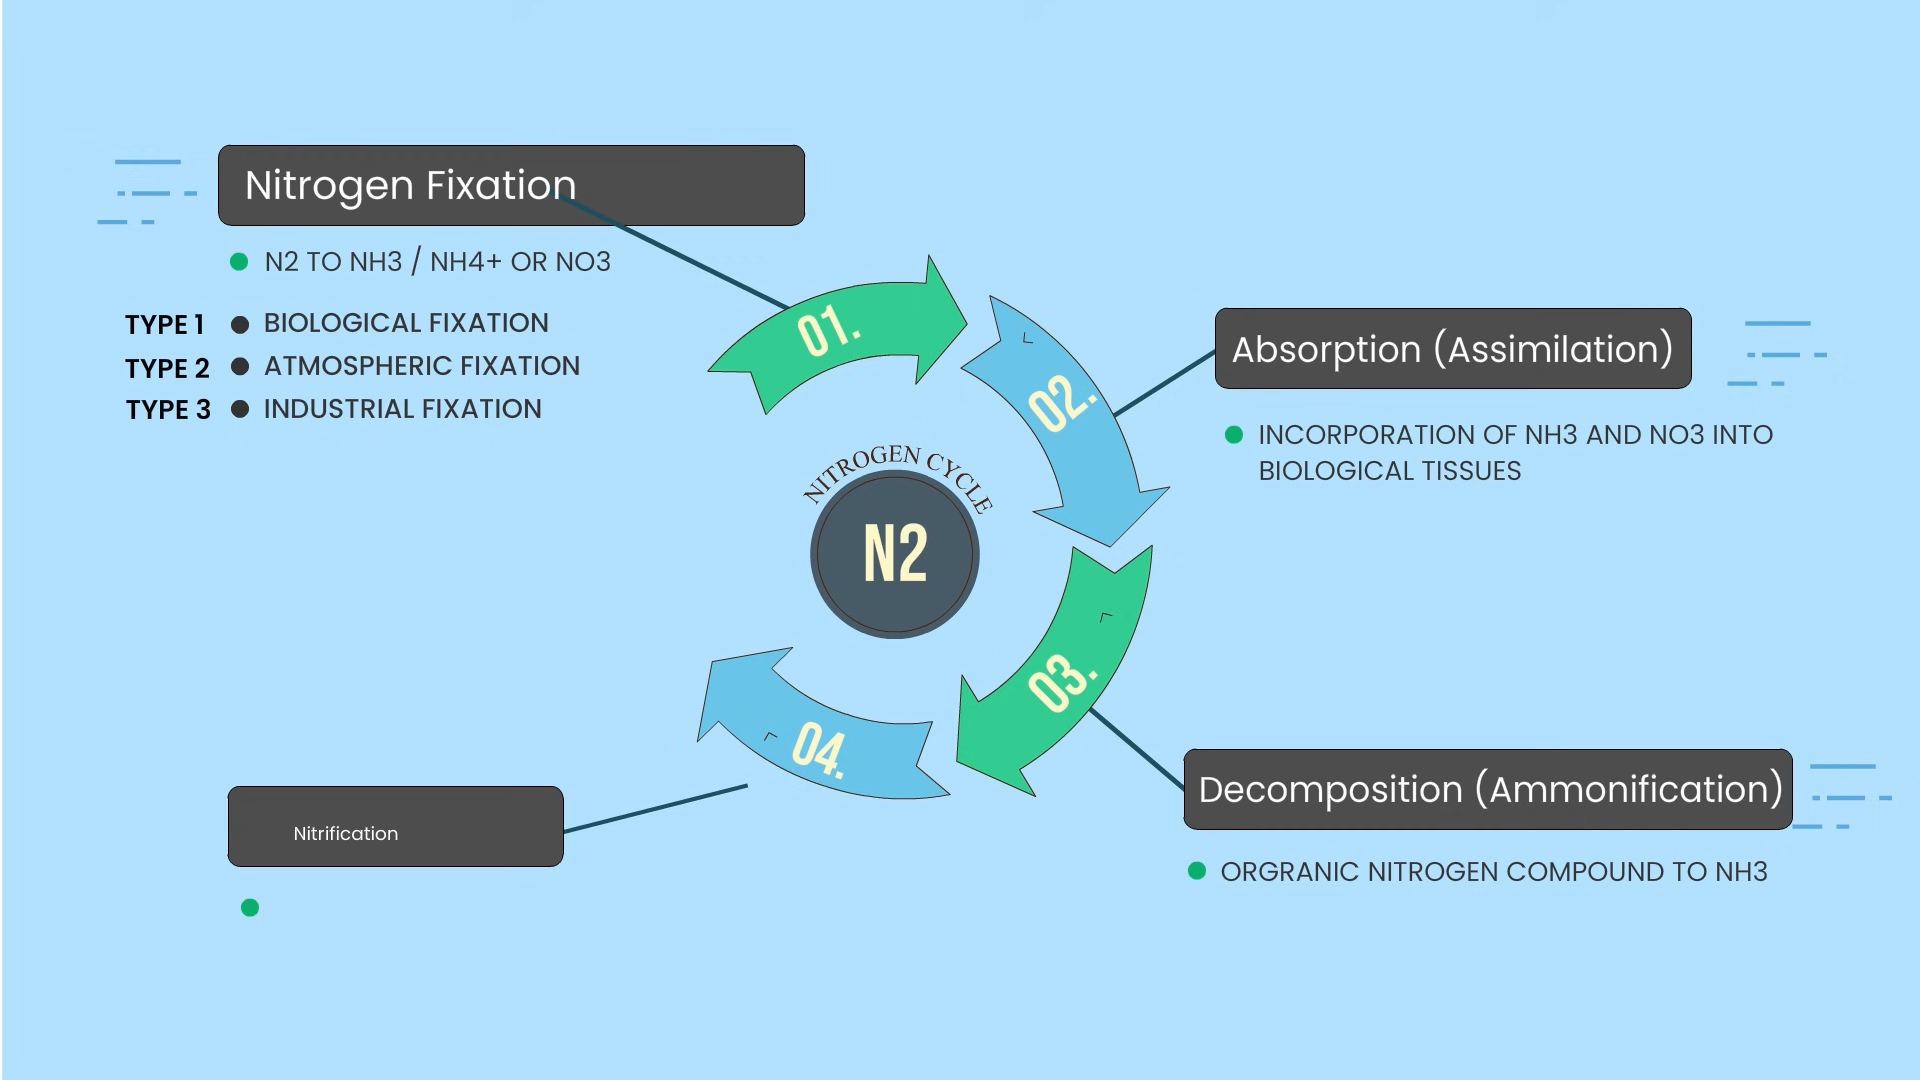 Nitrogen Fixation
N2 TO NH3 / NH4+ OR NO3
TYPE 1 ● BIOLOGICAL FIXATION
TYPE 2 ● ATMOSPHERIC FIXATION
TYPE 3 ● INDUSTRIAL FIXATION
01.
02.
Absorption (Assimilation)
INCORPORATION OF NH3 AND NO3 INTO
BIOLOGICAL TISSUES
NITROGEN CYCLE
N2
03.
Decomposition (Ammonification)
ORGRANIC NITROGEN COMPOUND TO NH3
04.
Nitrification